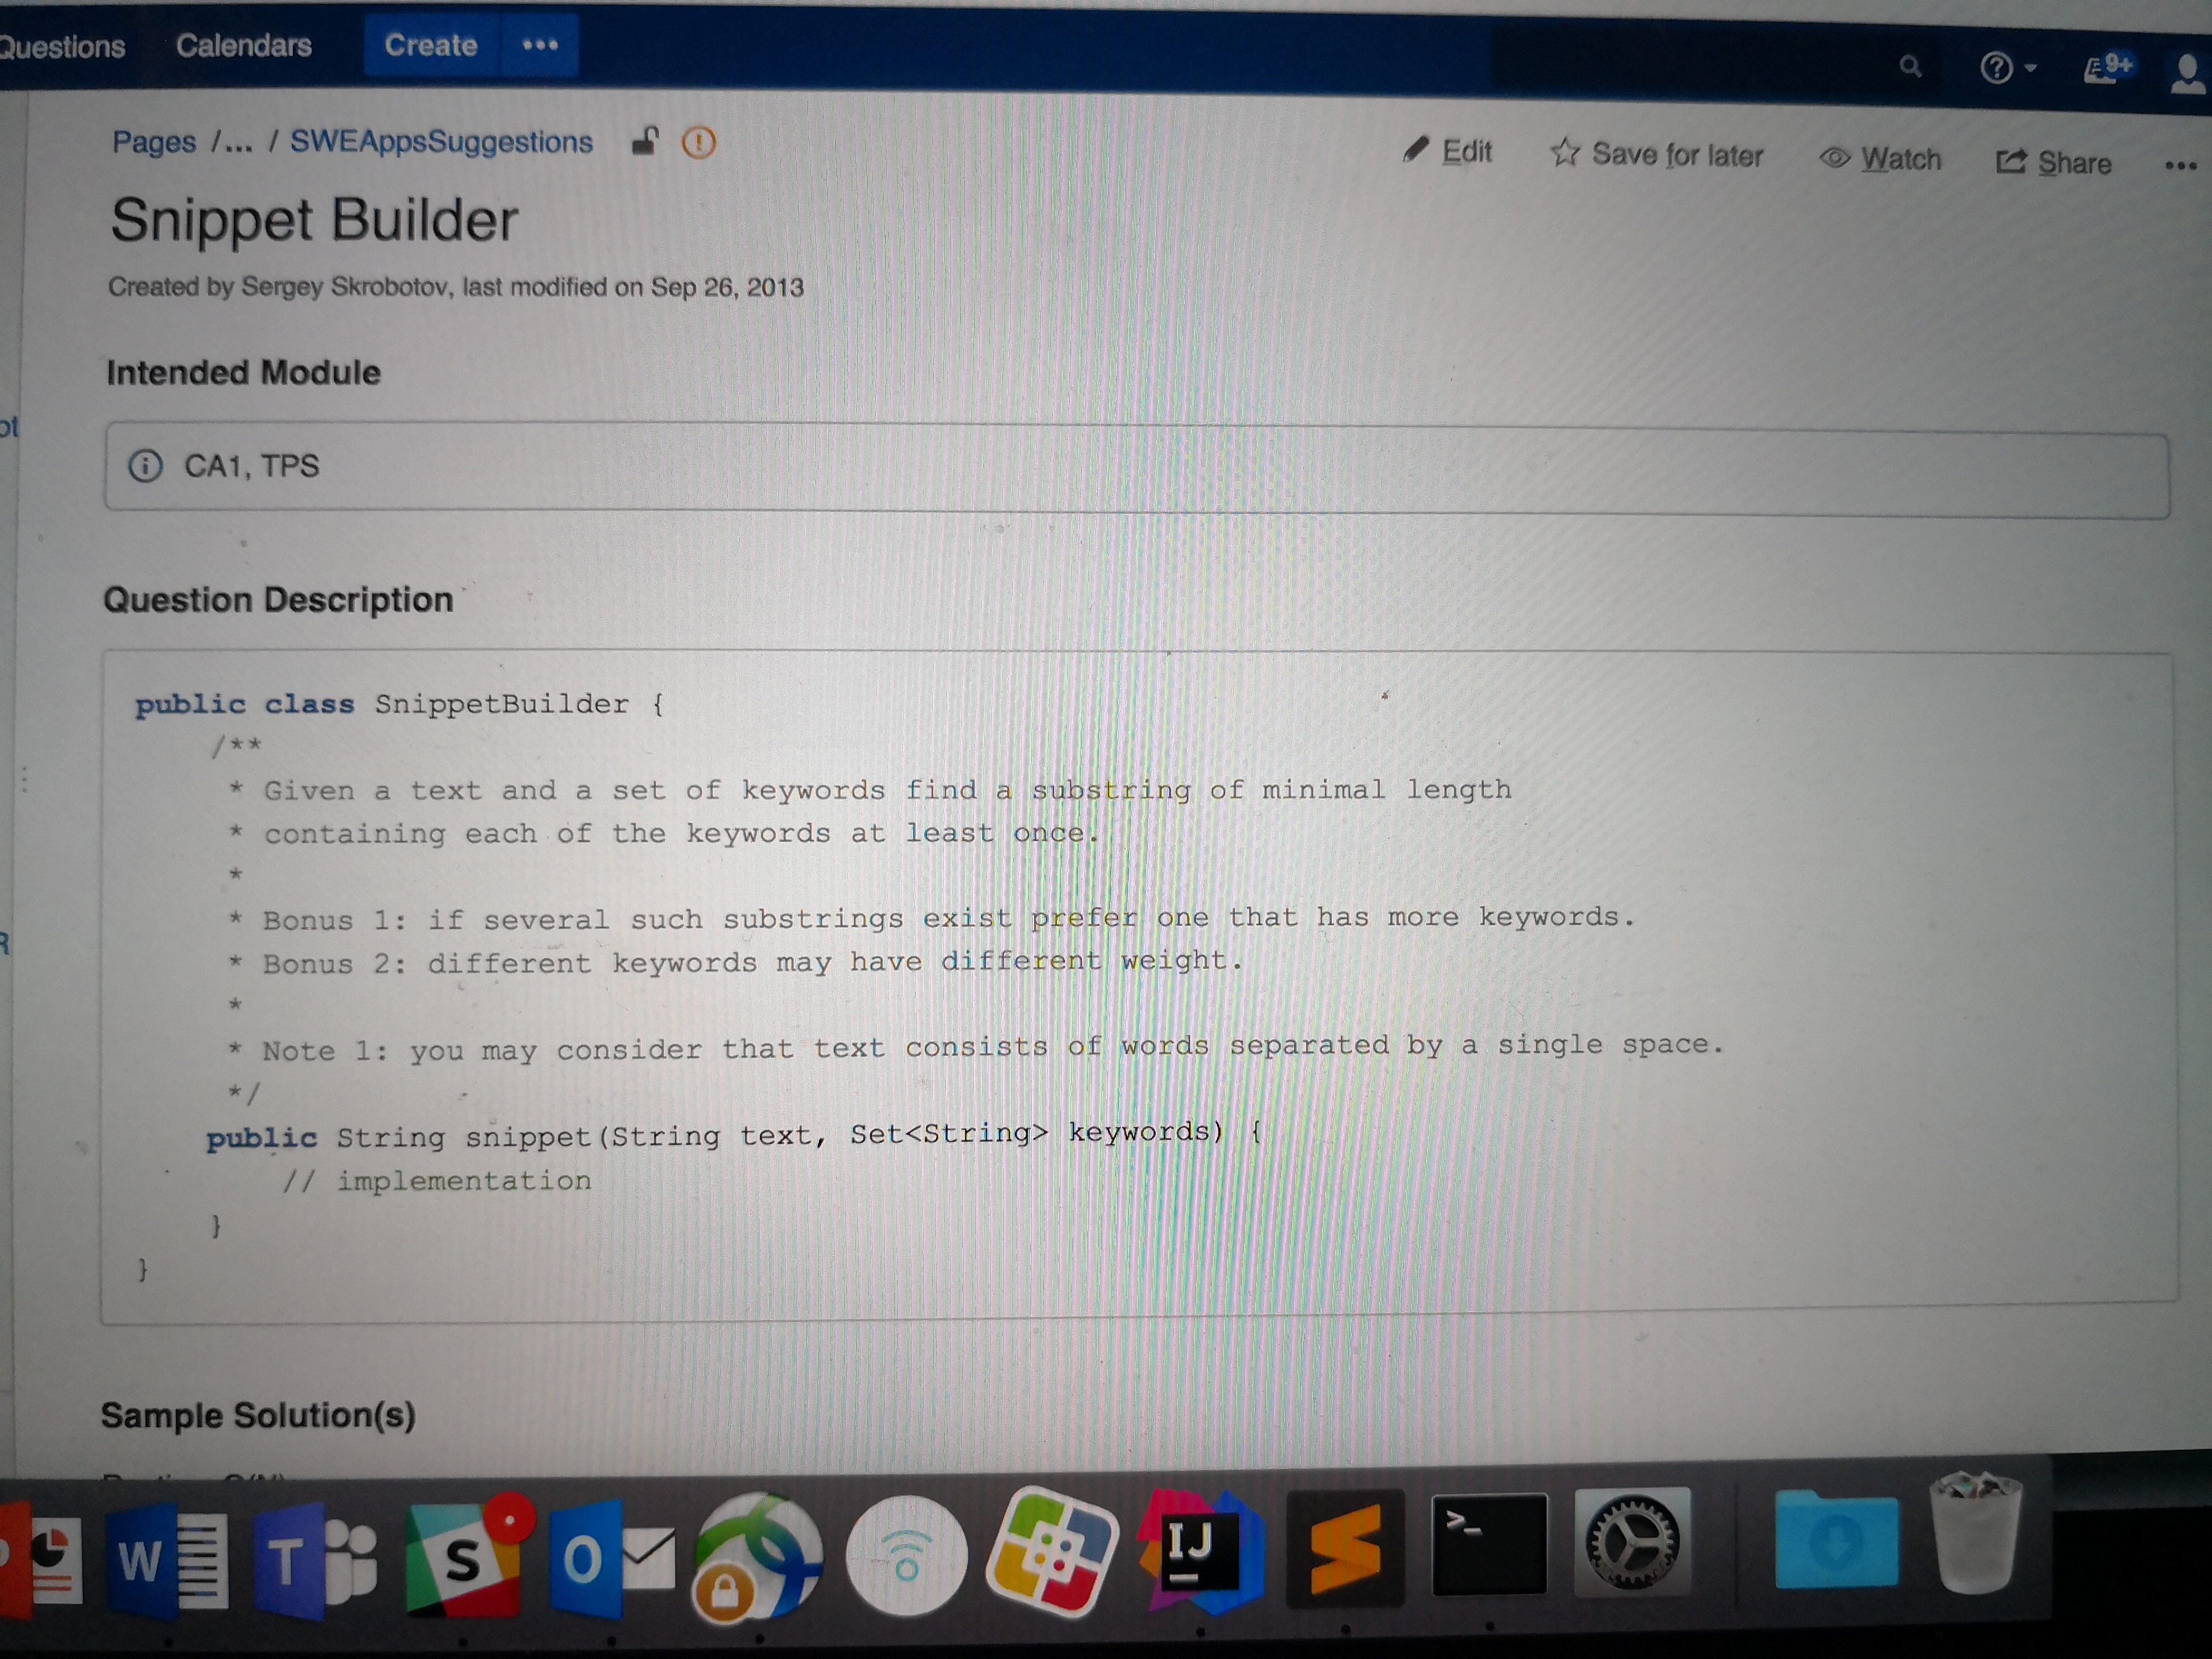 Questions Calendars Create
9+
Pages / ... / SWEAppsSuggestions
Edit Save for later Watch Share
Snippet Builder
Created by Sergey Skrobotov, last modified on Sep 26, 2013
Intended Module
CA1, TPS
Question Description
public class SnippetBuilder {
/**
* Given a text and a set of keywords find a substring of minimal length
* containing each of the keywords at least once.
*
* Bonus 1: if several such substrings exist prefer one that has more keywords.
* Bonus 2: different keywords may have different weight.
*
* Note 1: you may consider that text consists of words separated by a single space.
*/
public String snippet(String text, Set<String> keywords) {
// implementation
}
}
Sample Solution(s)
W T S O IJ >_